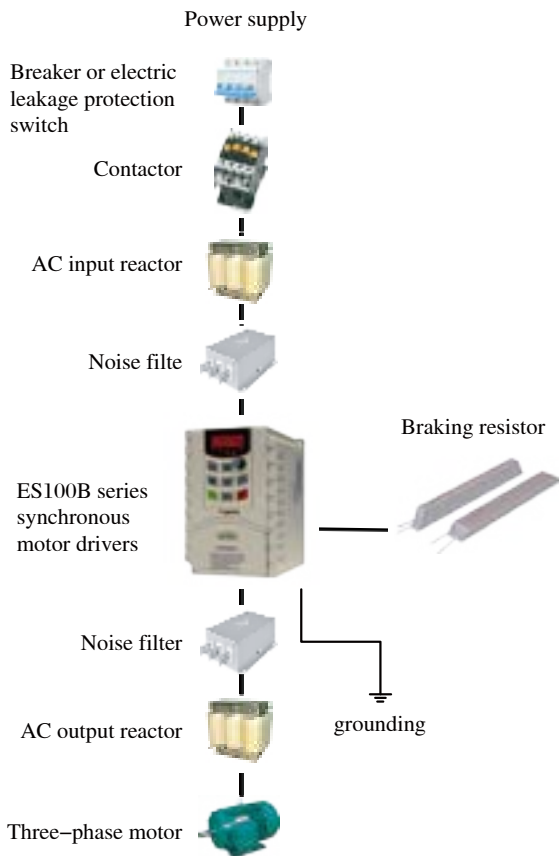 Power supply
Breaker or electric
leakage protection
switch
Contactor
AC input reactor
Noise filte
Braking resistor
ES100B series
synchronous
motor drivers
Noise filter
grounding
AC output reactor
Three−phase motor